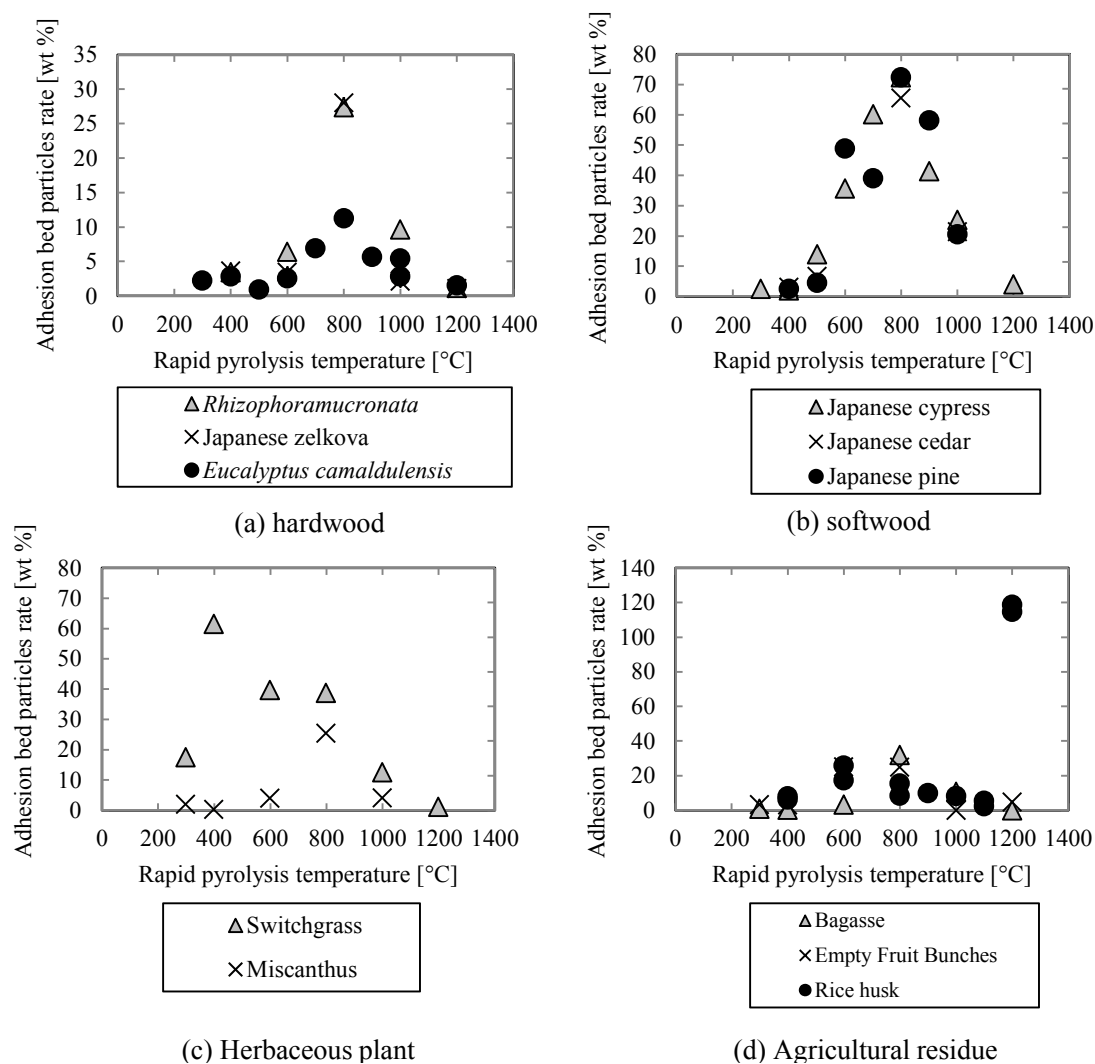 Adhesion bed particles rate [wt %]
35
30
25
20
15
10
5
0
0 200 400 600 800 1000 1200 1400
Rapid pyrolysis temperature [°C]
Rhizophoramucronata
Japanese zelkova
Eucalyptus camaldulensis
(a) hardwood
Adhesion bed particles rate [wt %]
80
70
60
50
40
30
20
10
0
0 200 400 600 800 1000 1200 1400
Rapid pyrolysis temperature [°C]
Japanese cypress
Japanese cedar
Japanese pine
(b) softwood
Adhesion bed particles rate [wt %]
80
70
60
50
40
30
20
10
0
0 200 400 600 800 1000 1200 1400
Rapid pyrolysis temperature [°C]
Switchgrass
Miscanthus
(c) Herbaceous plant
Adhesion bed particles rate [wt %]
140
120
100
80
60
40
20
0
0 200 400 600 800 1000 1200 1400
Rapid pyrolysis temperature [°C]
Bagasse
Empty Fruit Bunches
Rice husk
(d) Agricultural residue